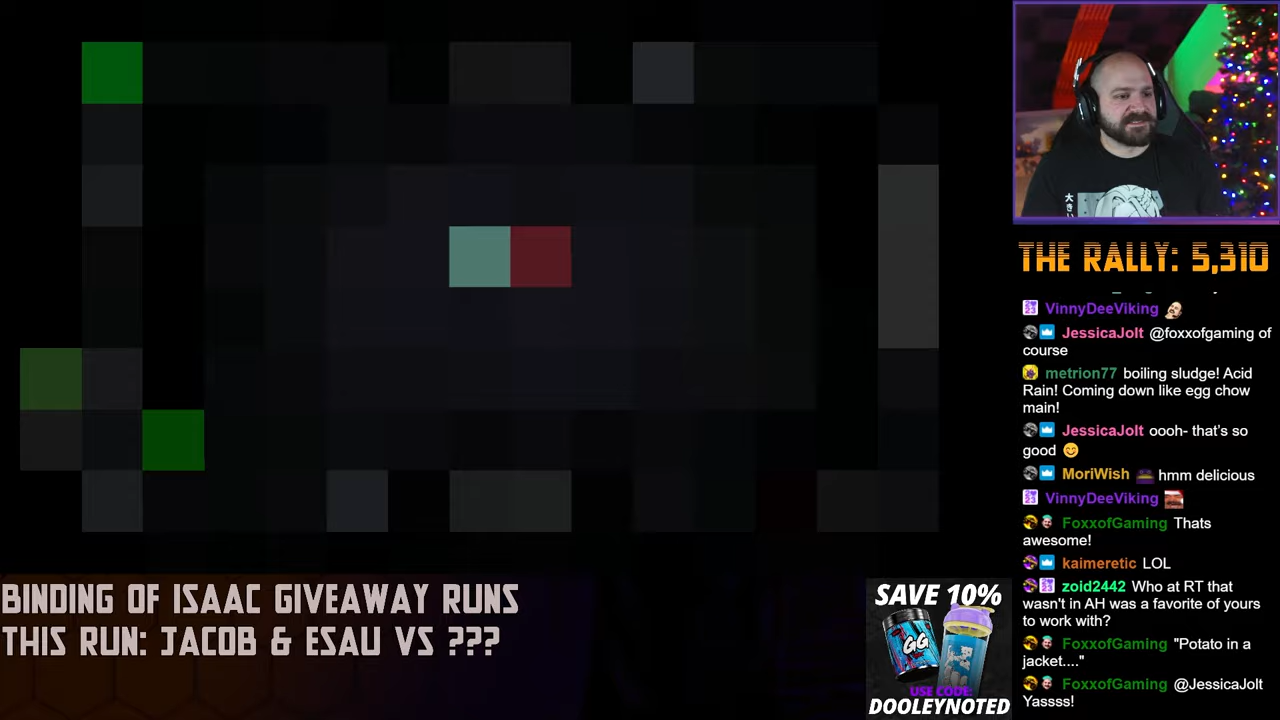 THE RALLY: 5,310
VinnyDeeViking
JessicaJolt @foxxofgaming of
course
metrion77 boiling sludge! Acid
Rain! Coming down like egg chow
main!
JessicaJolt oooh- that's so
good
MoriWish hmm delicious
VinnyDeeViking
FoxxofGaming Thats
awesome!
kaimeretic LOL
zoid2442 Who at RT that
wasn't in AH was a favorite of yours
to work with?
FoxxofGaming "Potato in a
jacket...."
FoxxofGaming @JessicaJolt
Yassss!
BINDING OF ISAAC GIVEAWAY RUNS
THIS RUN: JACOB & ESAU VS ???
SAVE 10%
GG
USE CODE:
DOOLEYNOTED